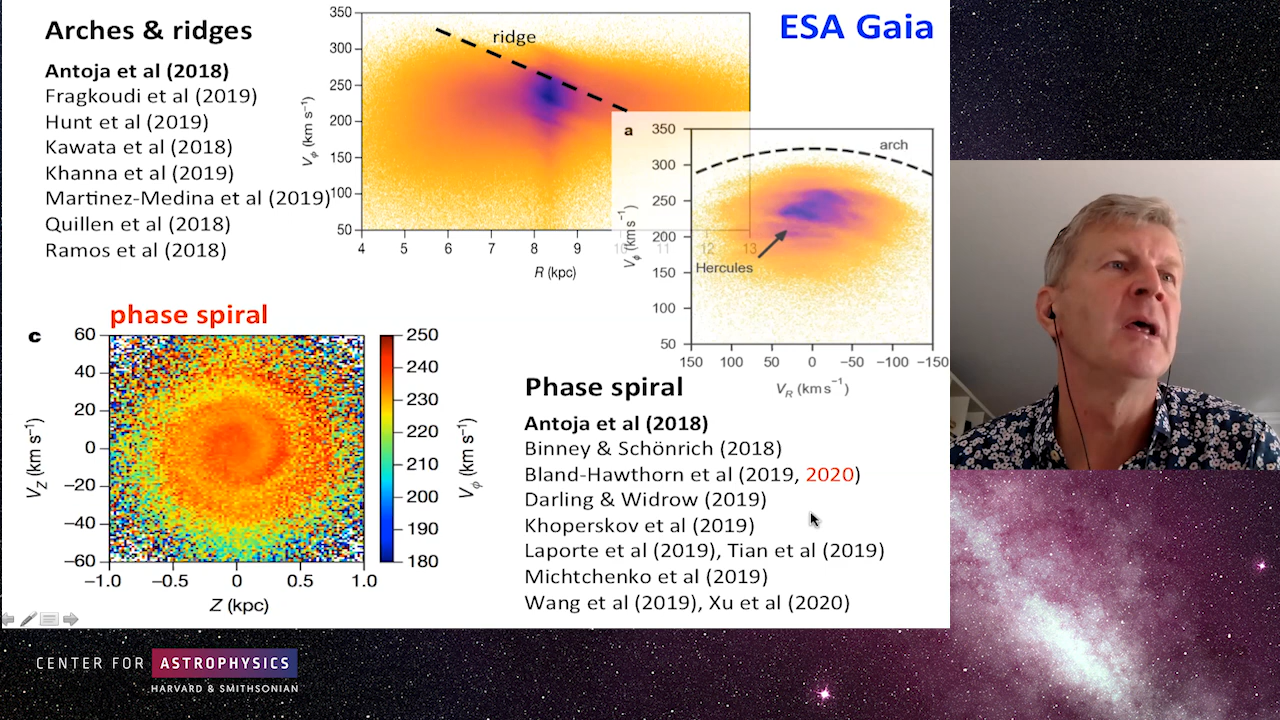 Arches & ridges
Antoja et al (2018)
Fragkoudi et al (2019)
Hunt et al (2019)
Kawata et al (2018)
Khanna et al (2019)
Martinez-Medina et al (2019)
Quillen et al (2018)
Ramos et al (2018)
ESA Gaia
350
300
250
200
150
100
50
Vϕ (km s⁻¹)
ridge
4 5 6 7 8 9 10 11 12 13
R (kpc)
a
350
300
250
200
150
100
50
Vϕ (km s⁻¹)
arch
Hercules
150 100 50 0 −50 −100 −150
V_R (km s⁻¹)
phase spiral
c
60
40
20
0
−20
−40
−60
V_Z (km s⁻¹)
−1.0 −0.5 0 0.5 1.0
Z (kpc)
250
240
230
220
210
200
190
180
Vϕ (km s⁻¹)
Phase spiral
Antoja et al (2018)
Binney & Schönrich (2018)
Bland-Hawthorn et al (2019, 2020)
Darling & Widrow (2019)
Khoperskov et al (2019)
Laporte et al (2019), Tian et al (2019)
Michtchenko et al (2019)
Wang et al (2019), Xu et al (2020)
CENTER FOR ASTROPHYSICS
HARVARD & SMITHSONIAN